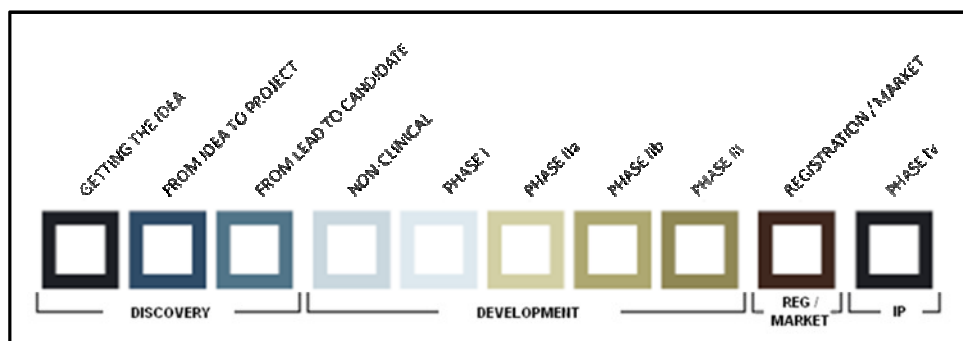 GETTING THE IDEA
FROM IDEA TO PROJECT
FROM LEAD TO CANDIDATE
NON CLINICAL
PHASE I
PHASE IIa
PHASE IIb
PHASE III
REGISTRATION / MARKET
PHASE IV
DISCOVERY
DEVELOPMENT
REG /
MARKET
IP